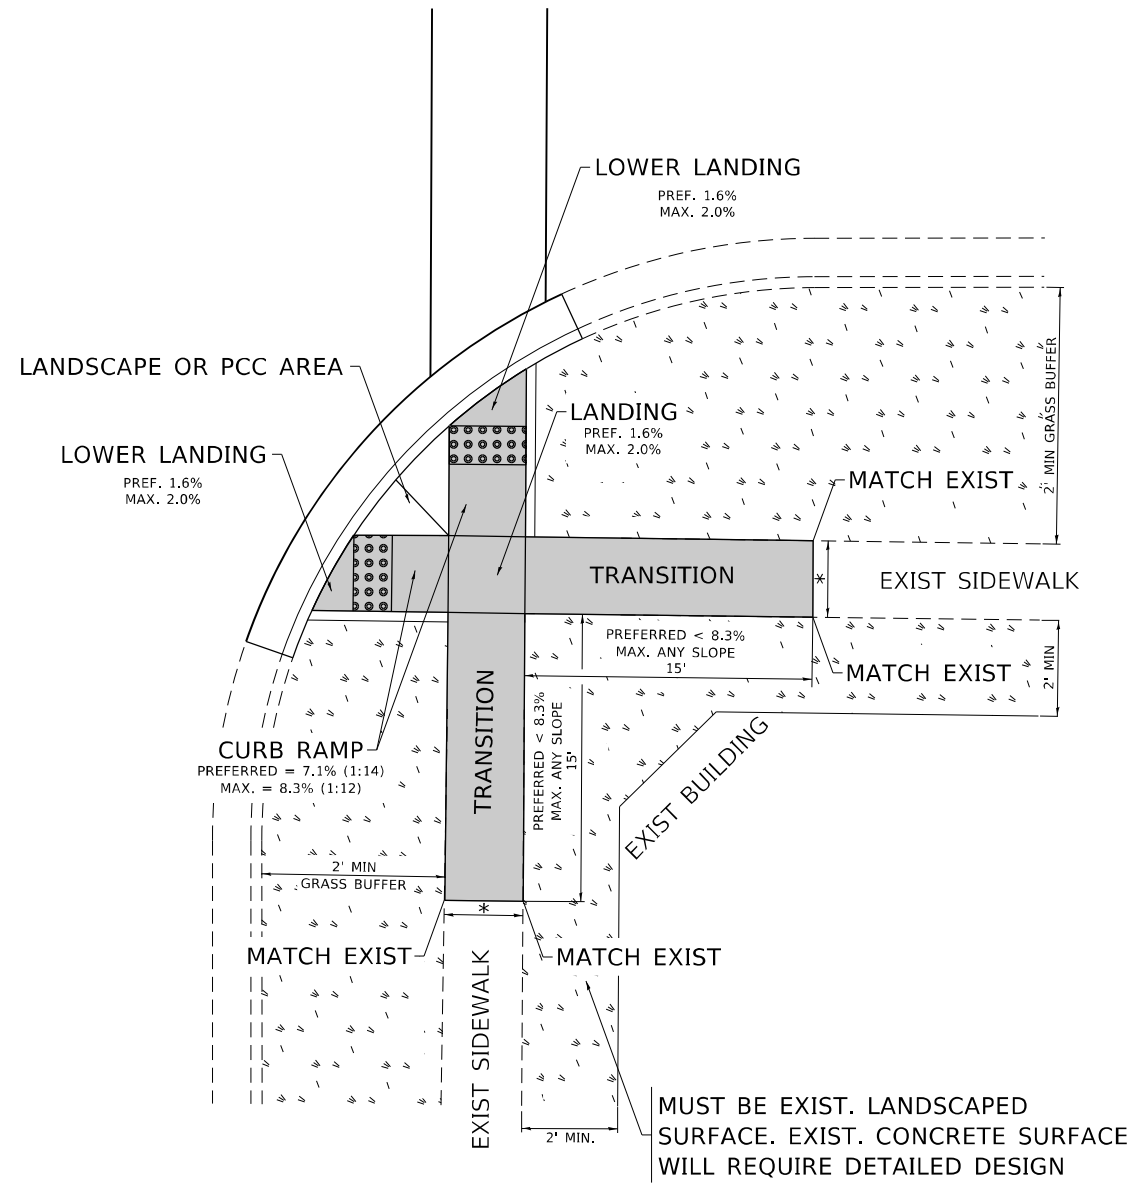 LOWER LANDING
PREF. 1.6%
MAX. 2.0%
LANDSCAPE OR PCC AREA
LANDING
PREF. 1.6%
MAX. 2.0%
2' MIN GRASS BUFFER
LOWER LANDING
PREF. 1.6%
MAX. 2.0%
MATCH EXIST
TRANSITION
*
EXIST SIDEWALK
PREFERRED < 8.3%
MAX. ANY SLOPE
15'
MATCH EXIST
2' MIN
TRANSITION
PREFERRED < 8.3%
MAX. ANY SLOPE
15'
CURB RAMP
PREFERRED = 7.1% (1:14)
MAX. = 8.3% (1:12)
EXIST BUILDING
2' MIN
GRASS BUFFER
*
MATCH EXIST
MATCH EXIST
EXIST SIDEWALK
2' MIN.
MUST BE EXIST. LANDSCAPED
SURFACE. EXIST. CONCRETE SURFACE
WILL REQUIRE DETAILED DESIGN